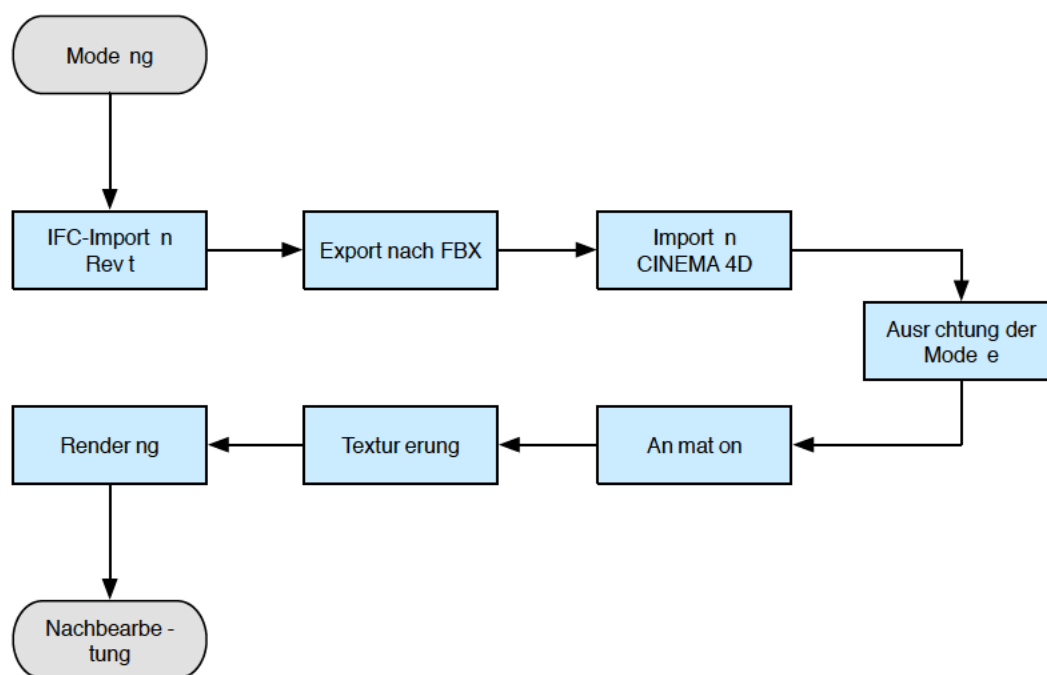 Mode ng
IFC-Import n
Rev t
Export nach FBX
Import n
CINEMA 4D
Ausr chtung der
Mode e
An mat on
Textur erung
Render ng
Nachbearbe -
tung